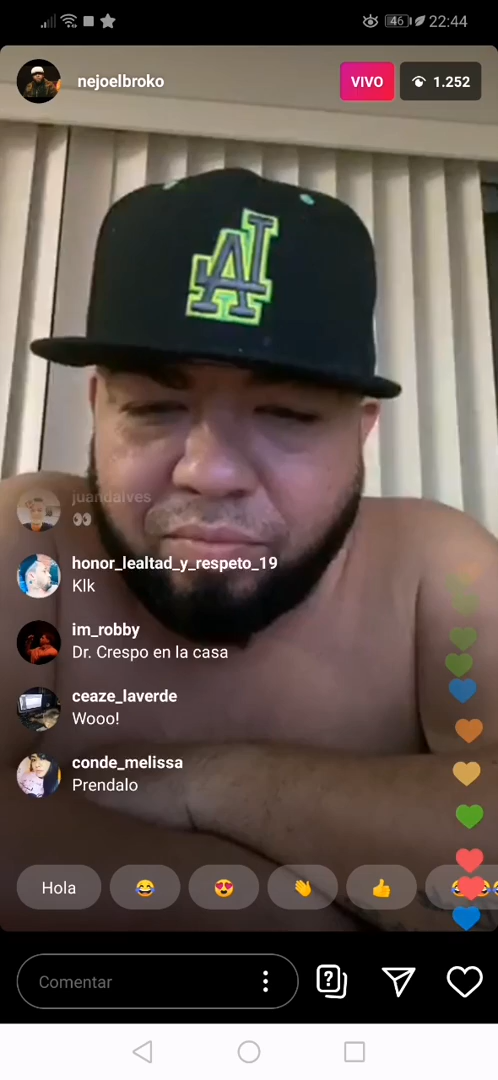 46 22:44
nejoelbroko VIVO 1.252
LA
juandalves
👀
honor_lealtad_y_respeto_19
Klk
im_robby
Dr. Crespo en la casa
ceaze_laverde
Wooo!
conde_melissa
Prendalo
Hola 😂 😍 👋 👍 😂😂😂
Comentar